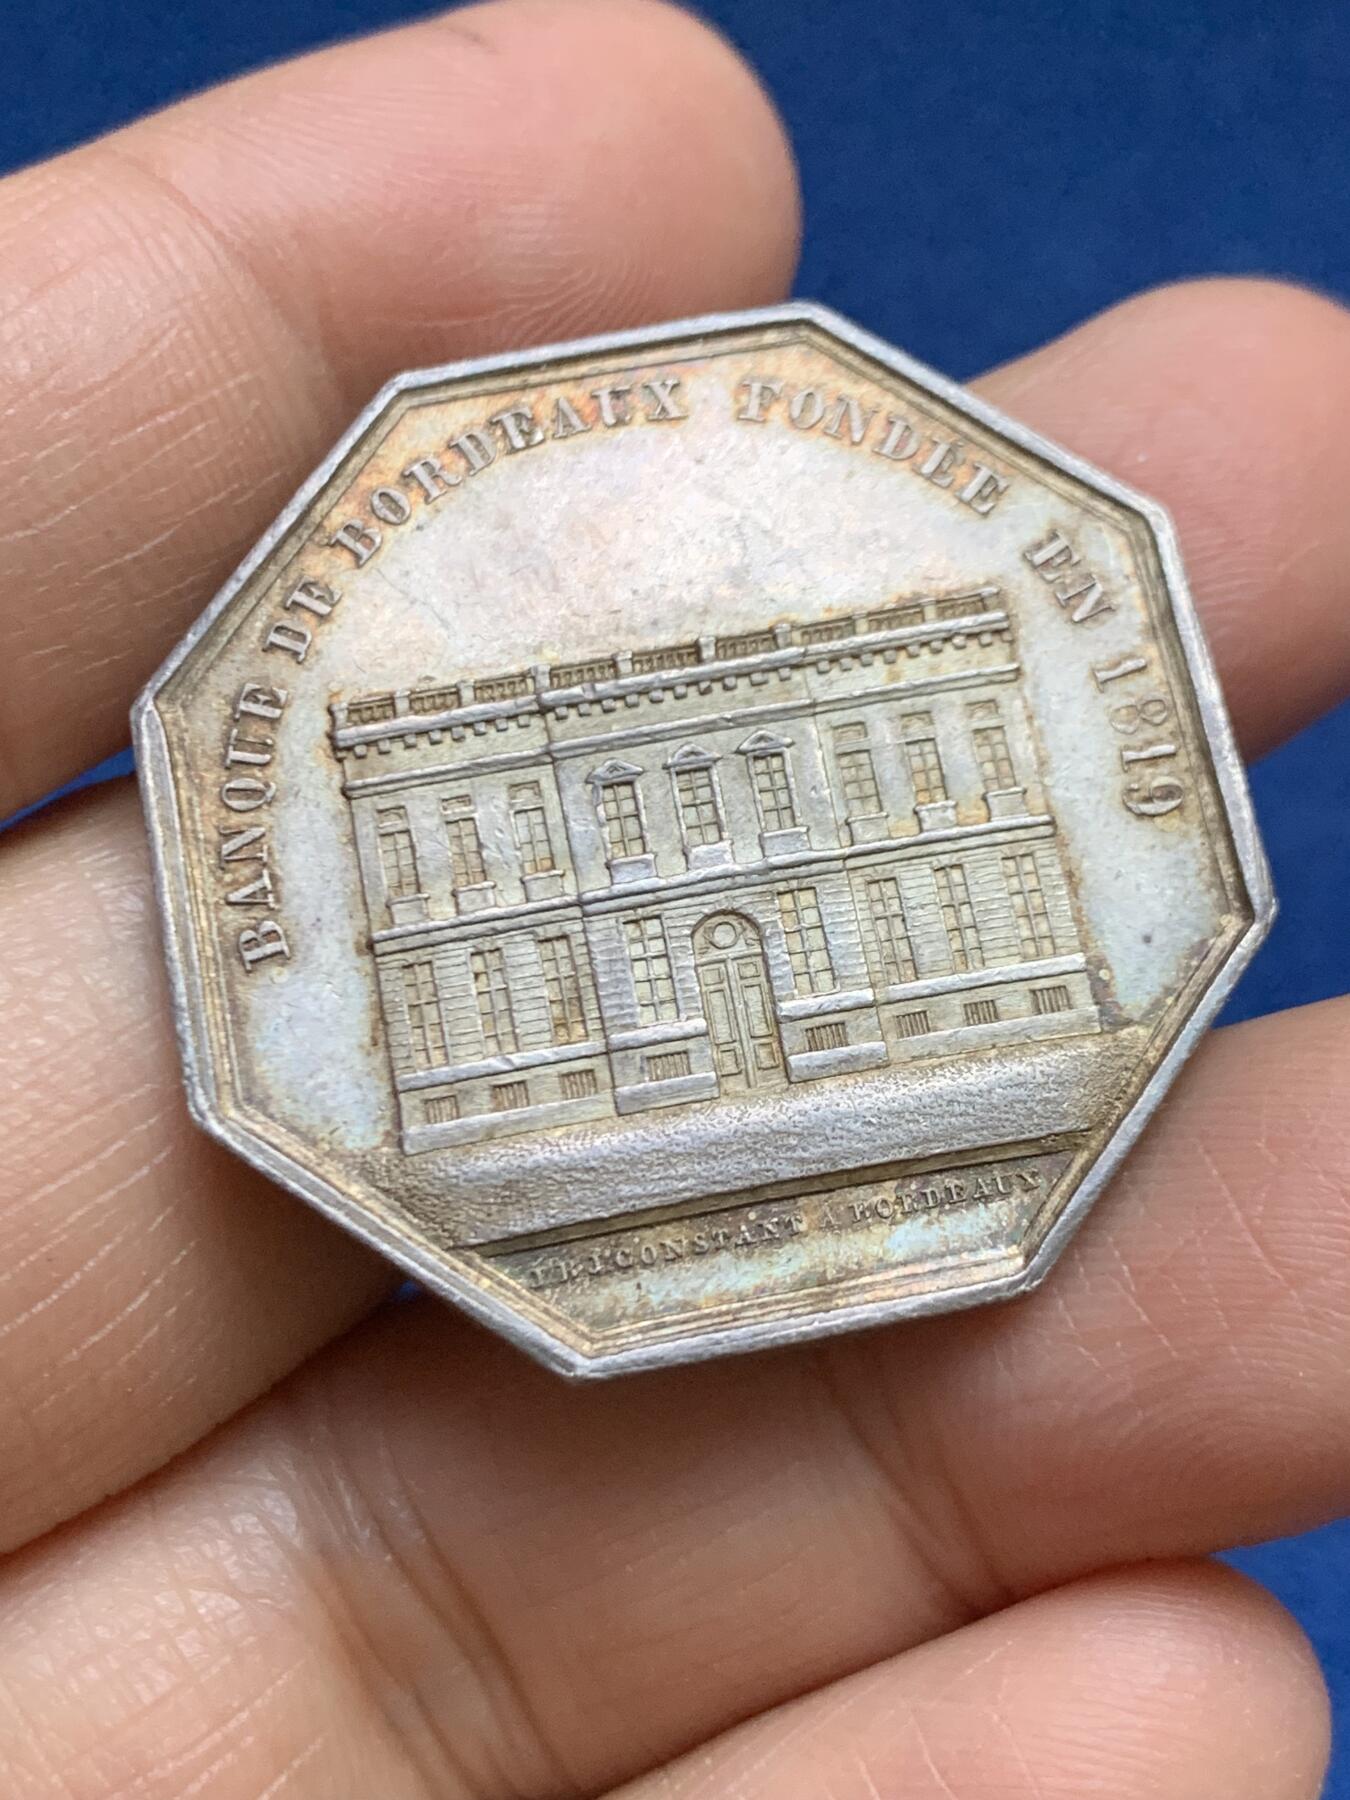 BANQUE DE BORDEAUX FONDÉE EN 1819
CONSTANT À BORDEAUX